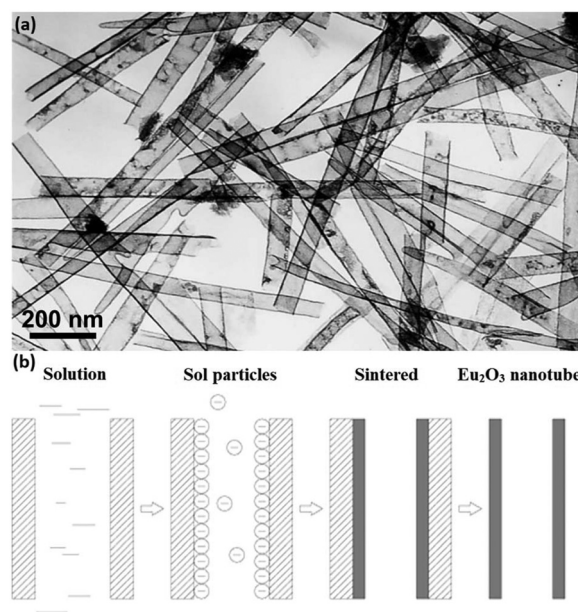 (a)
200 nm
(b)
Solution Sol particles Sintered Eu₂O₃ nanotube